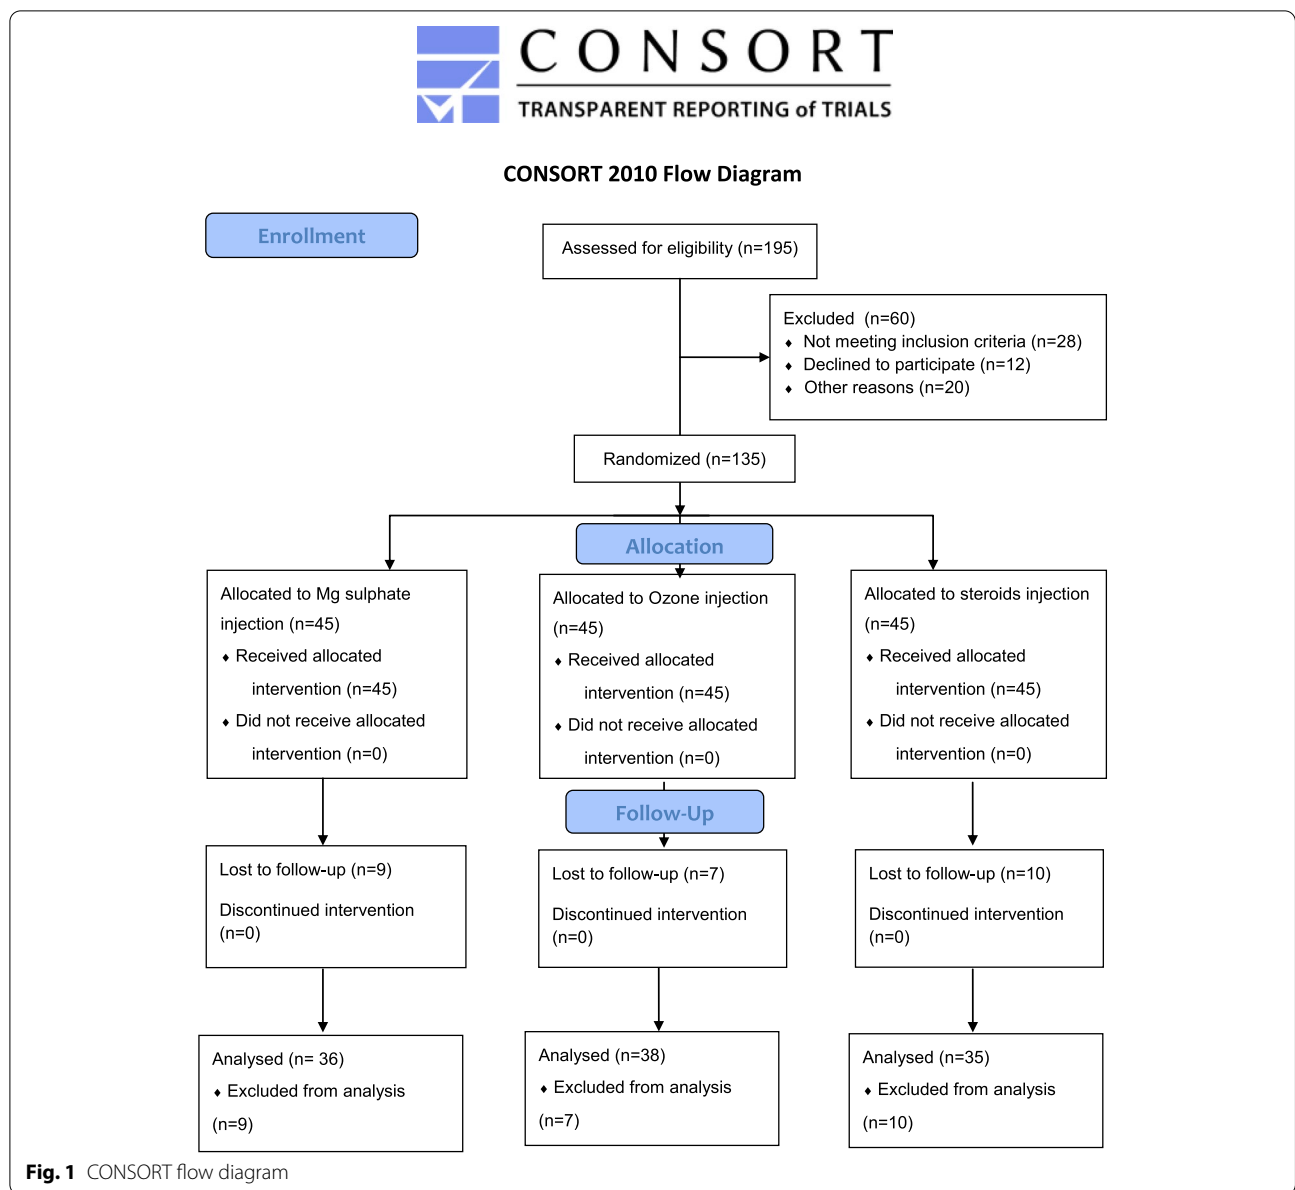 CONSORT
TRANSPARENT REPORTING of TRIALS
CONSORT 2010 Flow Diagram
Enrollment
Assessed for eligibility (n=195)
Excluded (n=60)
♦ Not meeting inclusion criteria (n=28)
♦ Declined to participate (n=12)
♦ Other reasons (n=20)
Randomized (n=135)
Allocation
Allocated to Mg sulphate
injection (n=45)
♦ Received allocated
intervention (n=45)
♦ Did not receive allocated
intervention (n=0)
Allocated to Ozone injection
(n=45)
♦ Received allocated
intervention (n=45)
♦ Did not receive allocated
intervention (n=0)
Allocated to steroids injection
(n=45)
♦ Received allocated
intervention (n=45)
♦ Did not receive allocated
intervention (n=0)
Follow-Up
Lost to follow-up (n=9)
Discontinued intervention
(n=0)
Lost to follow-up (n=7)
Discontinued intervention
(n=0)
Lost to follow-up (n=10)
Discontinued intervention
(n=0)
Analysed (n= 36)
♦ Excluded from analysis
(n=9)
Analysed (n=38)
♦ Excluded from analysis
(n=7)
Analysed (n=35)
♦ Excluded from analysis
(n=10)
Fig. 1 CONSORT flow diagram